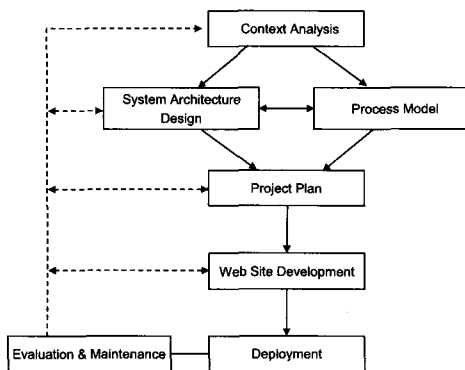 Context Analysis
System Architecture
Design
Process Model
Project Plan
Web Site Development
Evaluation & Maintenance
Deployment